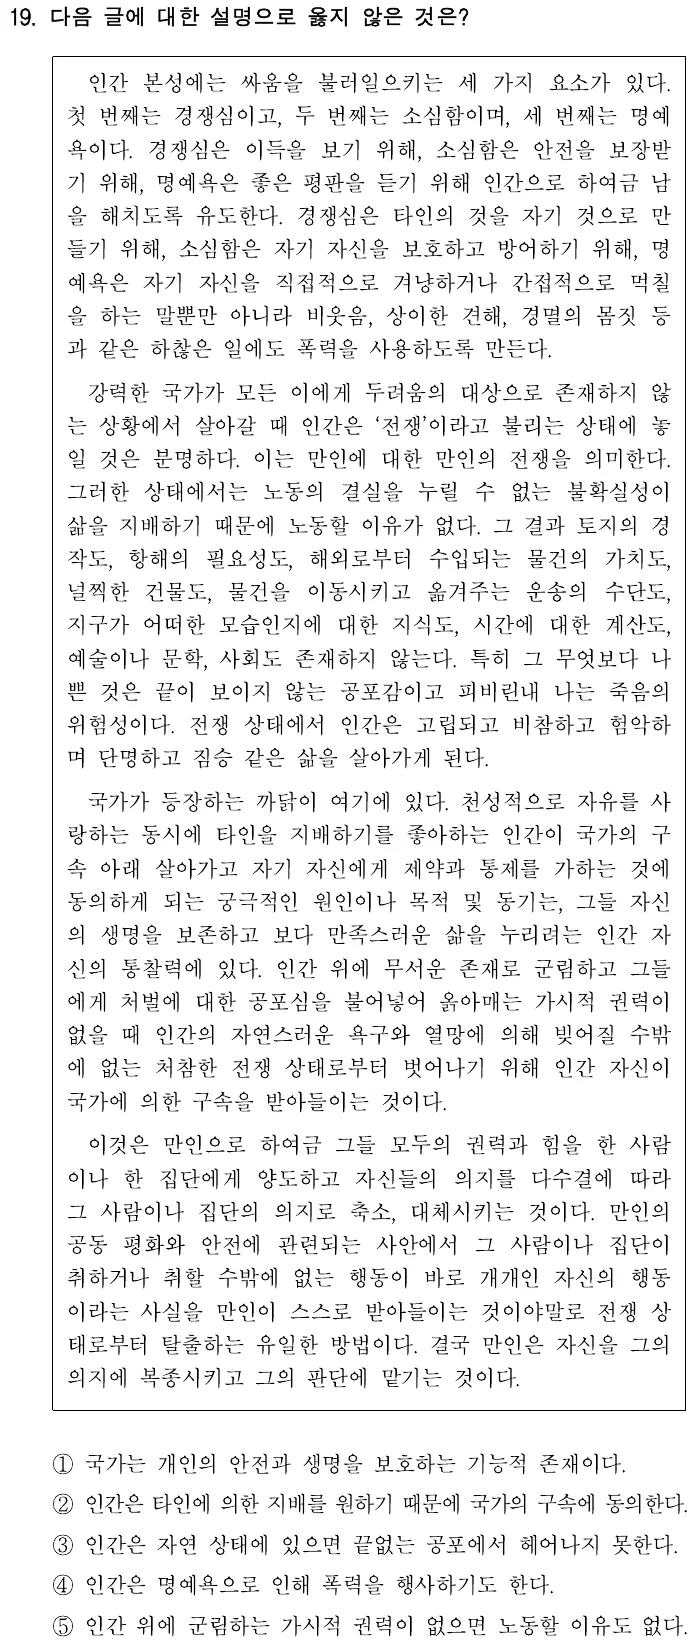 19. 다음 글에 대한 설명으로 옳지 않은 것은?
인간 본성에는 싸움을 불러일으키는 세 가지 요소가 있다.
첫 번째는 경쟁심이고, 두 번째는 소심함이며, 세 번째는 명예
욕이다. 경쟁심은 이득을 보기 위해, 소심함은 안전을 보장받
기 위해, 명예욕은 좋은 평판을 듣기 위해 인간으로 하여금 남
을 해치도록 유도한다. 경쟁심은 타인의 것을 자기 것으로 만
들기 위해, 소심함은 자기 자신을 보호하고 방어하기 위해, 명
예욕은 자기 자신을 직접적으로 겨냥하거나 간접적으로 먹칠
을 하는 말뿐만 아니라 비웃음, 상이한 견해, 경멸의 몸짓 등
과 같은 하찮은 일에도 폭력을 사용하도록 만든다.
강력한 국가가 모든 이에게 두려움의 대상으로 존재하지 않
는 상황에서 살아갈 때 인간은 ‘전쟁’이라고 불리는 상태에 놓
일 것은 분명하다. 이는 만인에 대한 만인의 전쟁을 의미한다.
그러한 상태에서는 노동의 결실을 누릴 수 없는 불확실성이
삶을 지배하기 때문에 노동할 이유가 없다. 그 결과 토지의 경
작도, 항해의 필요성도, 해외로부터 수입되는 물건의 가치도,
널찍한 건물도, 물건을 이동시키고 옮겨주는 운송의 수단도,
지구가 어떠한 모습인지에 대한 지식도, 시간에 대한 계산도,
예술이나 문학, 사회도 존재하지 않는다. 특히 그 무엇보다 나
쁜 것은 끝이 보이지 않는 공포감이고 피비린내 나는 죽음의
위험성이다. 전쟁 상태에서 인간은 고립되고 비참하고 험악하
며 단명하고 짐승 같은 삶을 살아가게 된다.
국가가 등장하는 까닭이 여기에 있다. 천성적으로 자유를 사
랑하는 동시에 타인을 지배하기를 좋아하는 인간이 국가의 구
속 아래 살아가고 자기 자신에게 제약과 통제를 가하는 것에
동의하게 되는 궁극적인 원인이나 목적 및 동기는, 그들 자신
의 생명을 보존하고 보다 만족스러운 삶을 누리려는 인간 자
신의 통찰력에 있다. 인간 위에 무서운 존재로 군림하고 그들
에게 처벌에 대한 공포심을 불어넣어 옭아매는 가시적 권력이
없을 때 인간의 자연스러운 욕구와 열망에 의해 빚어질 수밖
에 없는 처참한 전쟁 상태로부터 벗어나기 위해 인간 자신이
국가에 의한 구속을 받아들이는 것이다.
이것은 만인으로 하여금 그들 모두의 권력과 힘을 한 사람
이나 한 집단에게 양도하고 자신들의 의지를 다수결에 따라
그 사람이나 집단의 의지로 축소, 대체시키는 것이다. 만인의
공동 평화와 안전에 관련되는 사안에서 그 사람이나 집단이
취하거나 취할 수밖에 없는 행동이 바로 개개인 자신의 행동
이라는 사실을 만인이 스스로 받아들이는 것이야말로 전쟁 상
태로부터 탈출하는 유일한 방법이다. 결국 만인은 자신을 그의
의지에 복종시키고 그의 판단에 맡기는 것이다.
① 국가는 개인의 안전과 생명을 보호하는 기능적 존재이다.
② 인간은 타인에 의한 지배를 원하기 때문에 국가의 구속에 동의한다.
③ 인간은 자연 상태에 있으면 끝없는 공포에서 헤어나지 못한다.
④ 인간은 명예욕으로 인해 폭력을 행사하기도 한다.
⑤ 인간 위에 군림하는 가시적 권력이 없으면 노동할 이유도 없다.